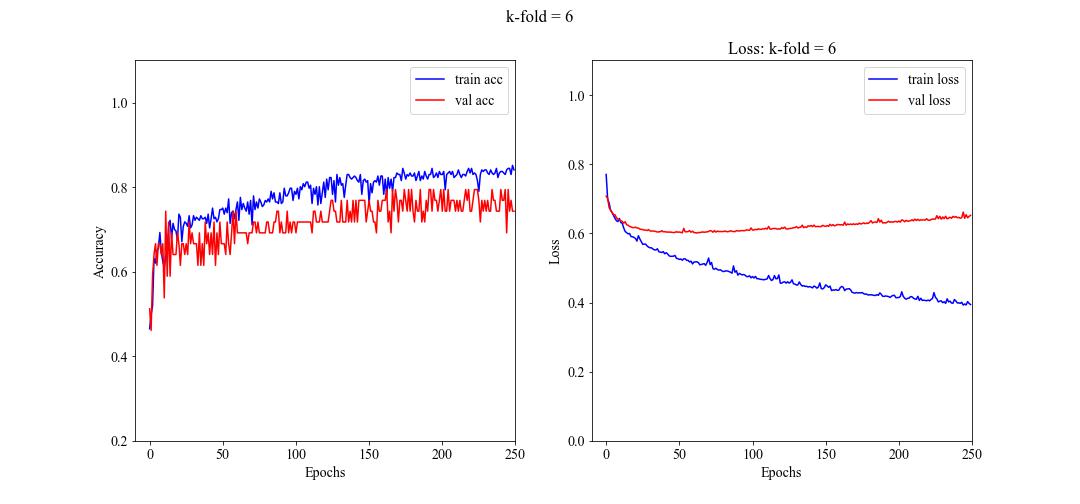 k-fold = 6
train acc
val acc
1.0
0.8
0.6
0.4
0.2
Accuracy
0
50
100
150
200
250
Epochs
Loss: k-fold = 6
train loss
val loss
1.0
0.8
0.6
0.4
0.2
0.0
Loss
0
50
100
150
200
250
Epochs